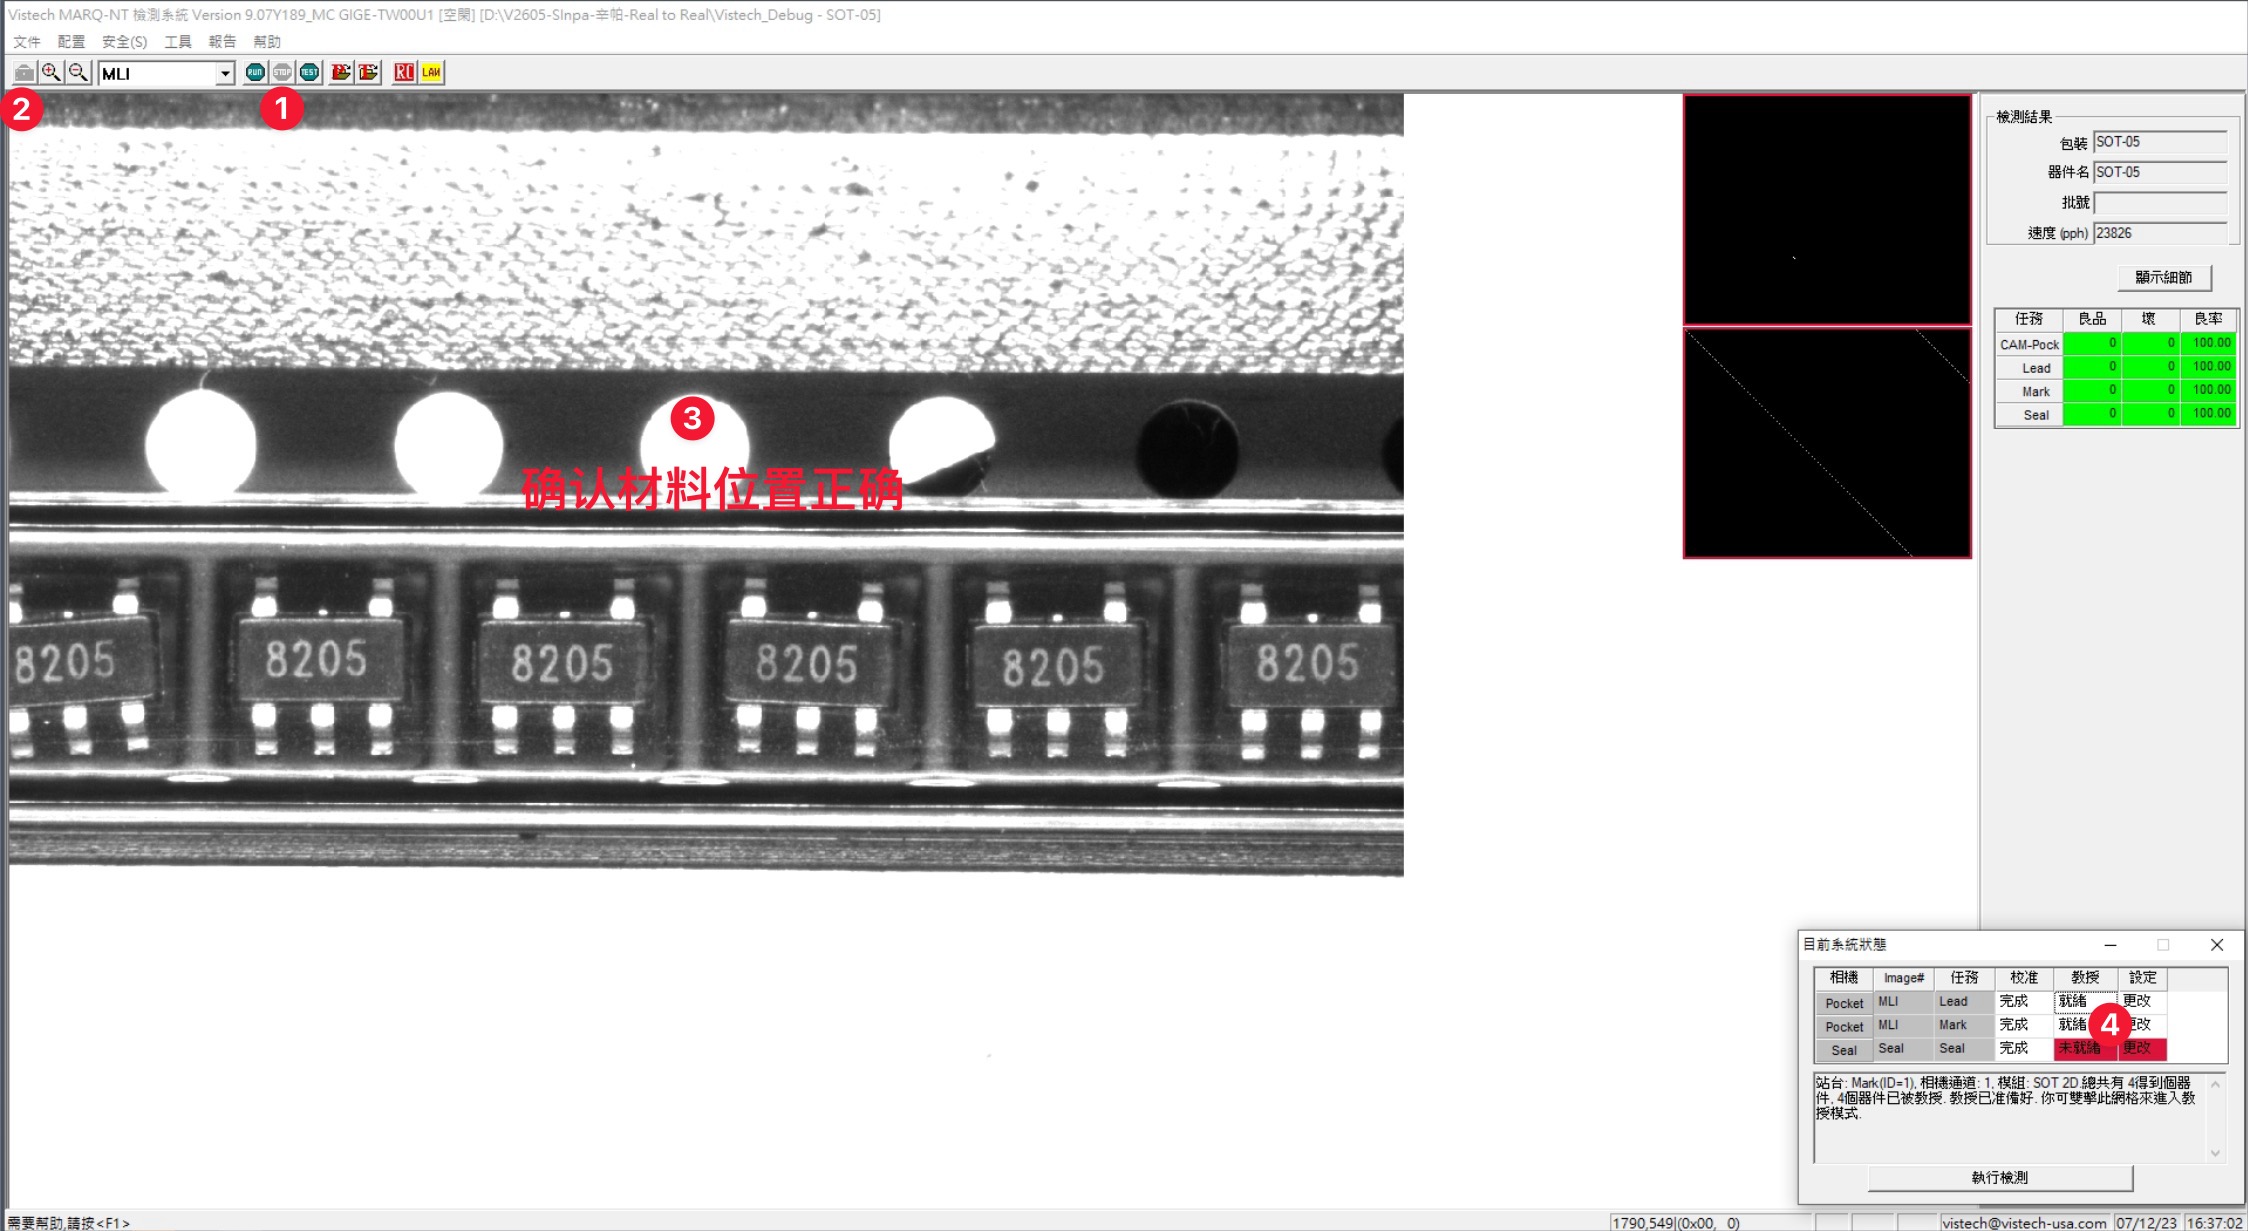 Vistech MARQ-NT 檢測系統 Version 9.07Y189_MC GIGE-TW00U1 [空閑] [D:\V2605-SInpa-辛帕-Real to Real\Vistech_Debug - SOT-05]
文件 配置 安全(S) 工具 報告 幫助
MLI RUN STOP TEST RC LAW
2 1
3
确认材料位置正确
8205 8205 8205 8205 8205 8205
檢測結果
包裝 SOT-05
器件名 SOT-05
批號
速度 (pph) 23826
顯示細節
任務 良品 壞 良率
CAM-Pock 0 0 100.00
Lead 0 0 100.00
Mark 0 0 100.00
Seal 0 0 100.00
目前系統狀態
相機 Image# 任務 校准 教授 設定
Pocket MLI Lead 完成 就緒 更改
Pocket MLI Mark 完成 就緒 4 更改
Seal Seal Seal 完成 未就緒 更改
站台: Mark(ID=1), 相機通道: 1, 模組: SOT 2D.總共有 4得到個器
件, 4個器件已被教授. 教授已准備好. 你可雙擊此網格來進入教
授模式.
執行檢測
需要幫助,請按<F1> 1790,549|(0x00, 0) vistech@vistech-usa.com 07/12/23 16:37:02